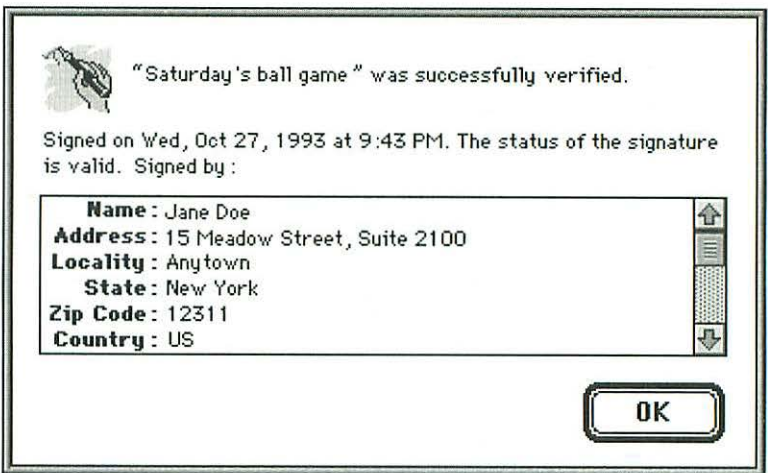 “Saturday's ball game” was successfully verified.
Signed on Wed, Oct 27, 1993 at 9:43 PM. The status of the signature
is valid. Signed by:
Name: Jane Doe
Address: 15 Meadow Street, Suite 2100
Locality: Anytown
State: New York
Zip Code: 12311
Country: US
OK